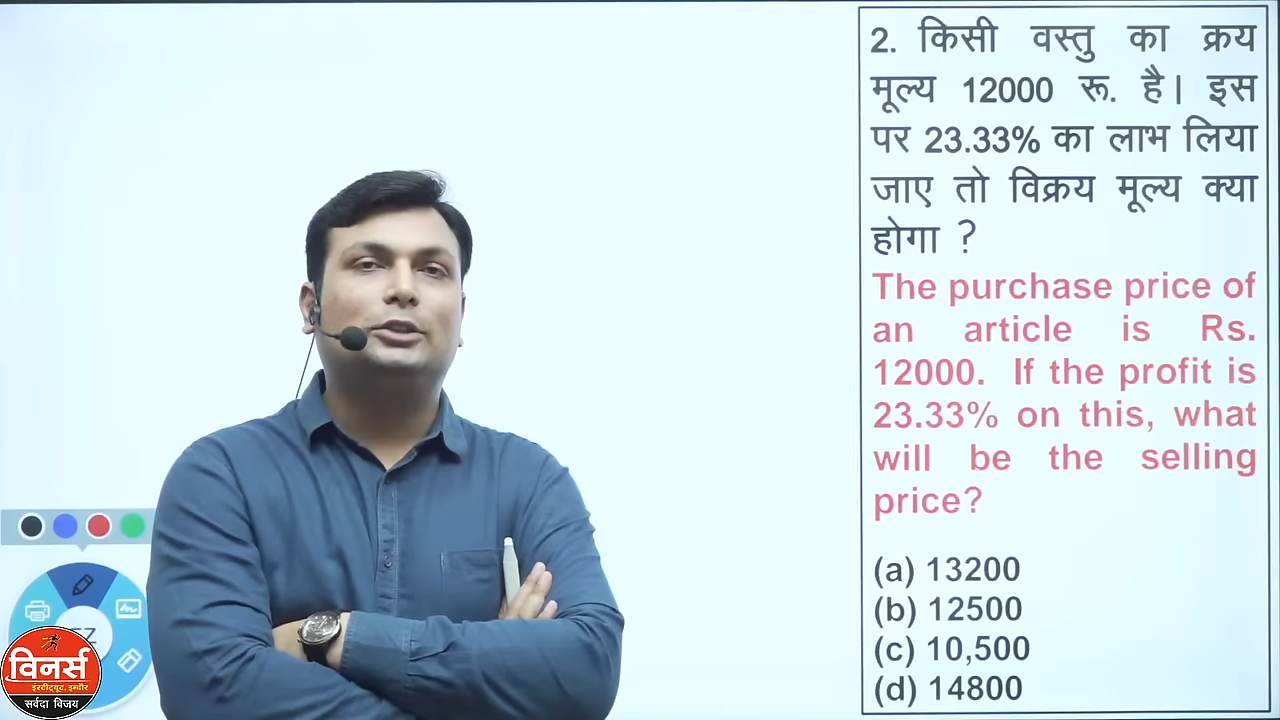 2. किसी वस्तु का क्रय
मूल्य 12000 रू. है। इस
पर 23.33% का लाभ लिया
जाए तो विक्रय मूल्य क्या
होगा ?
The purchase price of
an article is Rs.
12000. If the profit is
23.33% on this, what
will be the selling
price?
(a) 13200
(b) 12500
(c) 10,500
(d) 14800
विनर्स
इंस्टीट्यूट, इन्दौर
सर्वदा विजय